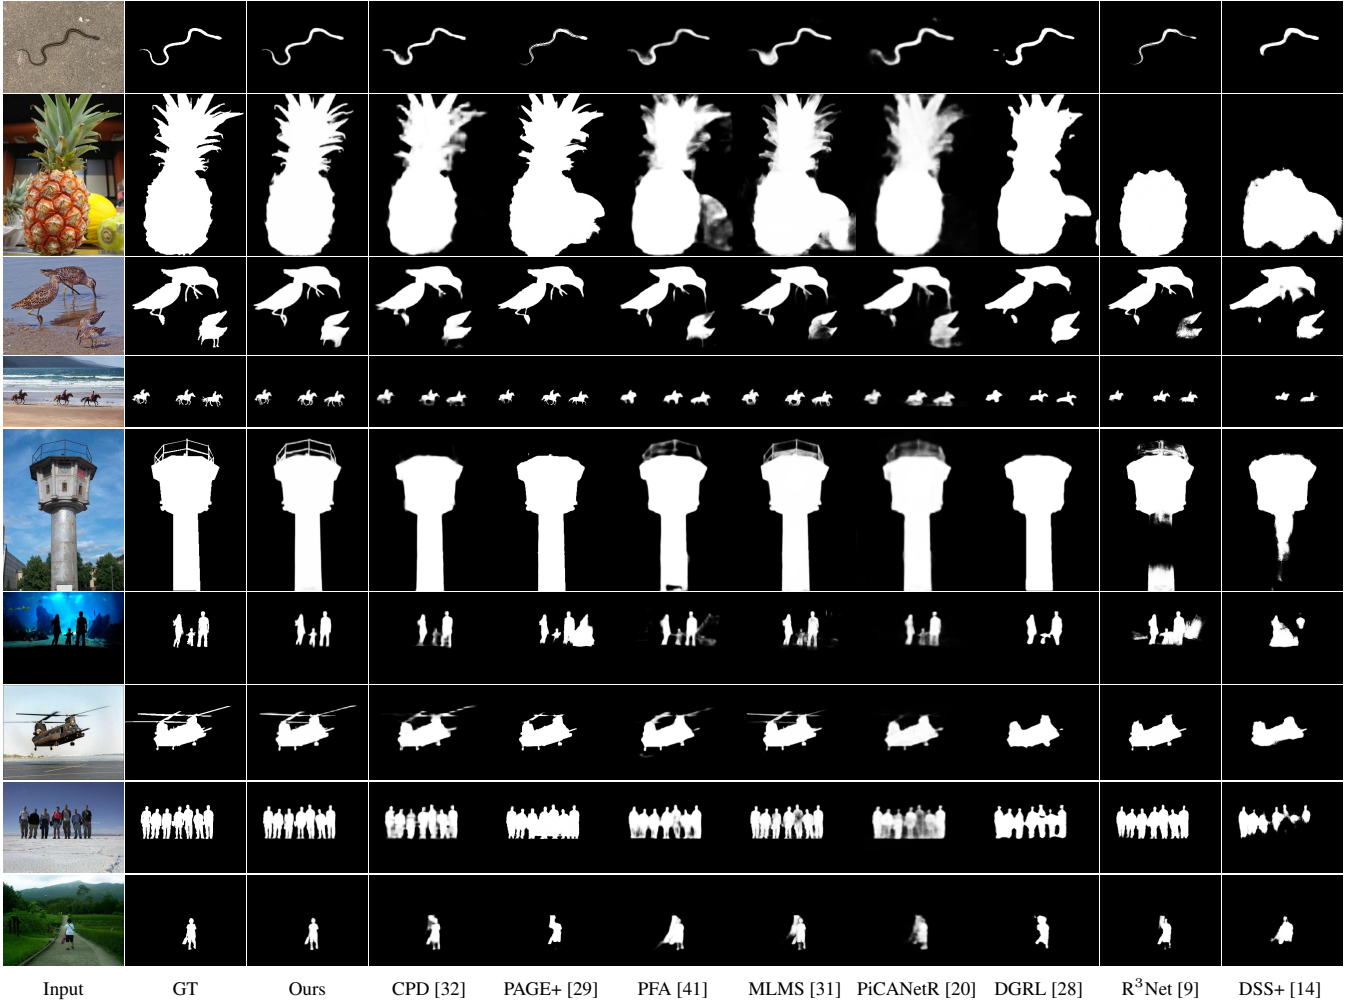 Input GT Ours CPD [32] PAGE+ [29] PFA [41] MLMS [31] PiCANetR [20] DGRL [28] R³Net [9] DSS+ [14]